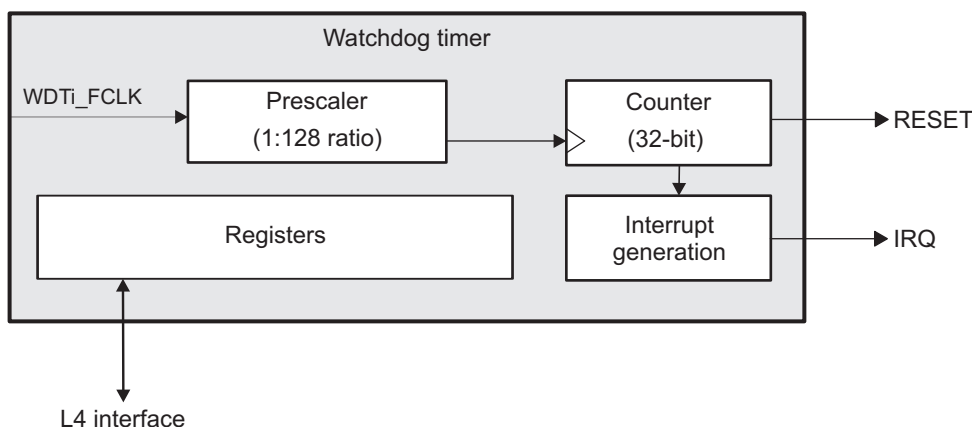 Watchdog timer
WDTi_FCLK
Prescaler
(1:128 ratio)
Counter
(32-bit)
RESET
Registers
Interrupt
generation
IRQ
L4 interface